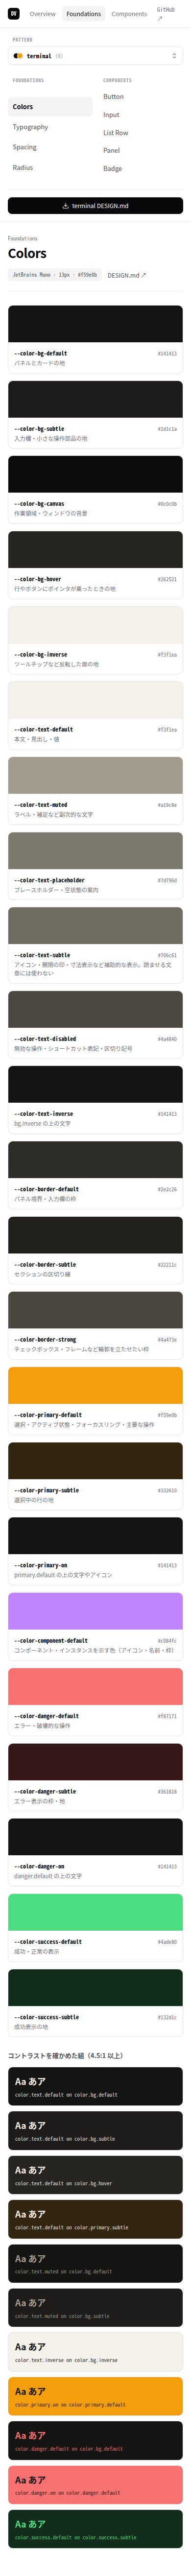 DV
Overview
Foundations
Components
GitHub ↗
PATTERN
terminal (8)
FOUNDATIONS
COMPONENTS
Colors
Typography
Spacing
Radius
Button
Input
List Row
Panel
Badge
terminal DESIGN.md
Foundations
Colors
JetBrains Mono · 13px · #f59e0b
DESIGN.md ↗
--color-bg-default #141413
パネルとカードの地
--color-bg-subtle #1d1c1a
入力欄・小さな操作部品の地
--color-bg-canvas #0c0c0b
作業領域・ウィンドウの背景
--color-bg-hover #262521
行やボタンにポインタが乗ったときの地
--color-bg-inverse #f3f1ea
ツールチップなど反転した面の地
--color-text-default #f3f1ea
本文・見出し・値
--color-text-muted #a19c8e
ラベル・補足など副次的な文字
--color-text-placeholder #7d796d
プレースホルダー・空状態の案内
--color-text-subtle #706c61
アイコン・開閉の印・寸法表示など補助的な表示。読ませる文
章には使わない
--color-text-disabled #4a4840
無効な操作・ショートカット表記・区切り記号
--color-text-inverse #141413
bg.inverse の上の文字
--color-border-default #2e2c26
パネル境界・入力欄の枠
--color-border-subtle #22211c
セクションの区切り線
--color-border-strong #4a473e
チェックボックス・フレームなど輪郭を立たせたい枠
--color-primary-default #f59e0b
選択・アクティブ状態・フォーカスリング・主要な操作
--color-primary-subtle #332610
選択中の行の地
--color-primary-on #141413
primary.default の上の文字やアイコン
--color-component-default #c084fc
コンポーネント・インスタンスを示す色（アイコン・名前・枠）
--color-danger-default #f87171
エラー・破壊的な操作
--color-danger-subtle #361818
エラー表示の枠・地
--color-danger-on #141413
danger.default の上の文字
--color-success-default #4ade80
成功・正常の表示
--color-success-subtle #132d1c
成功表示の地
コントラストを確かめた組（4.5:1 以上）
Aa あア
color.text.default on color.bg.default
Aa あア
color.text.default on color.bg.subtle
Aa あア
color.text.default on color.bg.hover
Aa あア
color.text.default on color.primary.subtle
Aa あア
color.text.muted on color.bg.default
Aa あア
color.text.muted on color.bg.subtle
Aa あア
color.text.inverse on color.bg.inverse
Aa あア
color.primary.on on color.primary.default
Aa あア
color.danger.default on color.bg.default
Aa あア
color.danger.on on color.danger.default
Aa あア
color.success.default on color.success.subtle